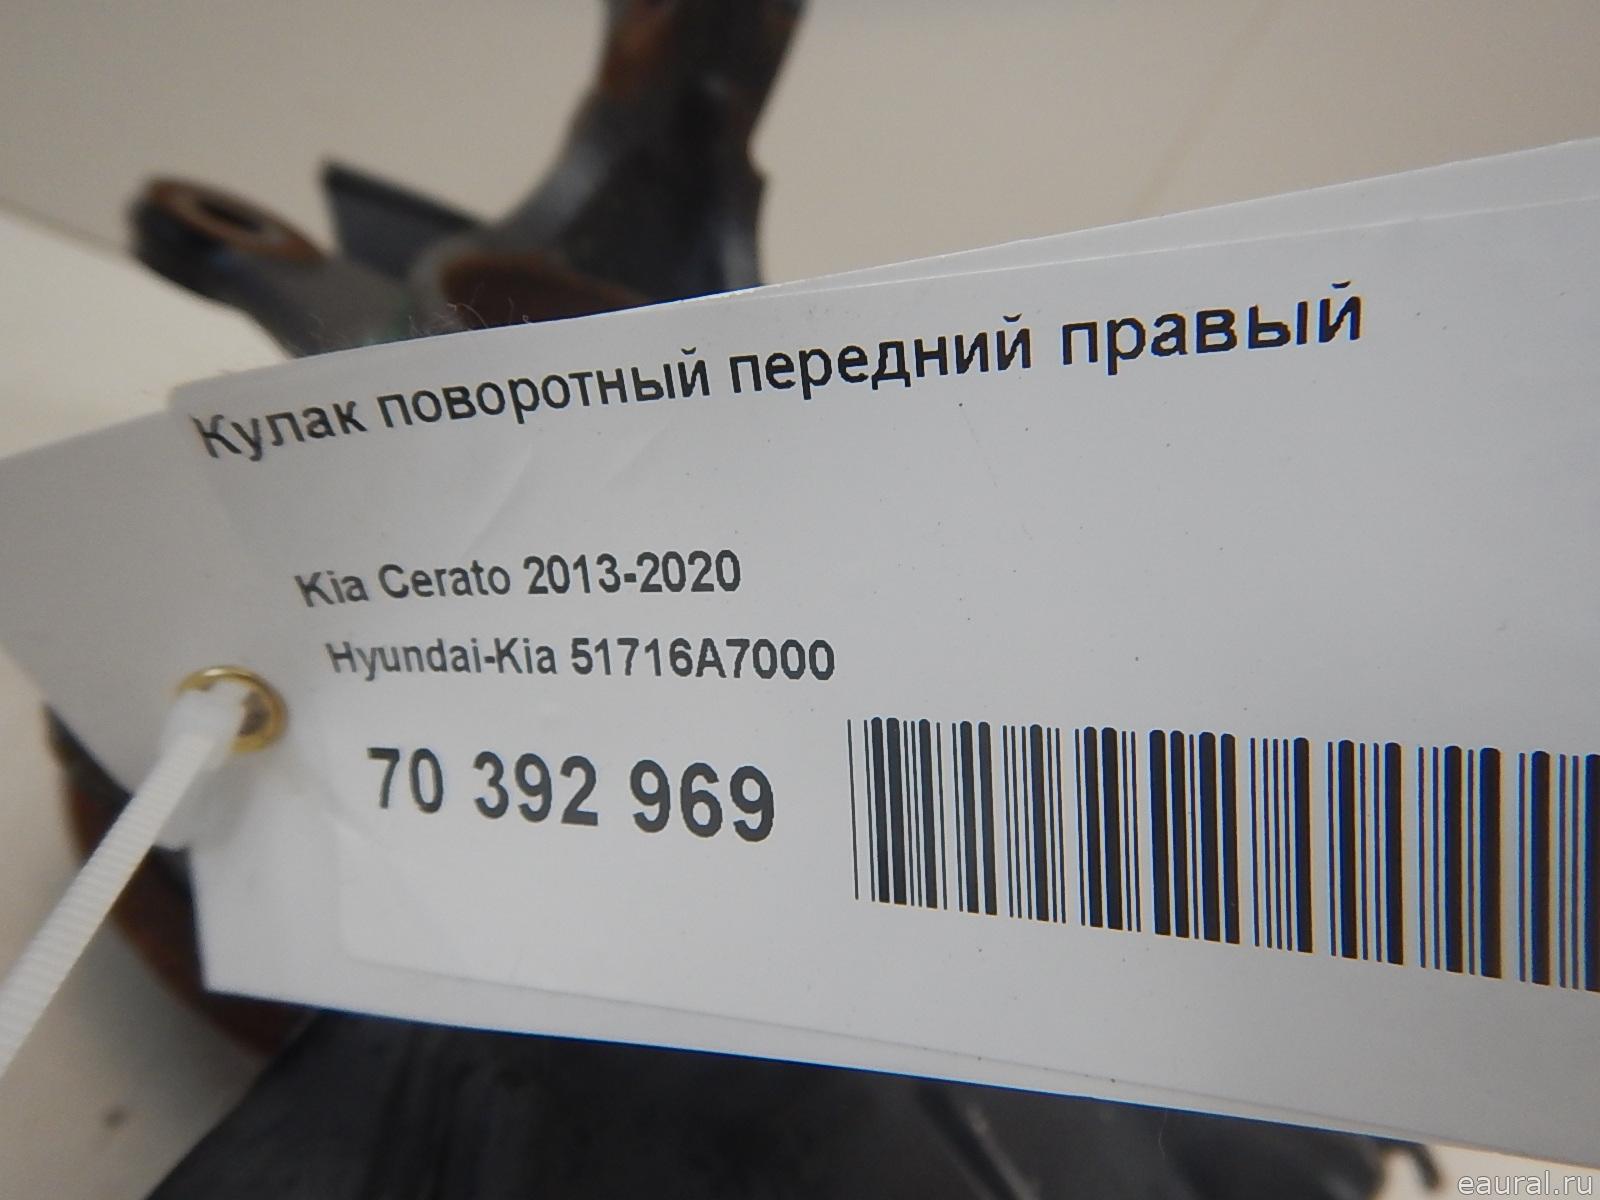 Кулак поворотный передний правый
Kia Cerato 2013-2020
Hyundai-Kia 51716A7000
70 392 969
eaural.ru